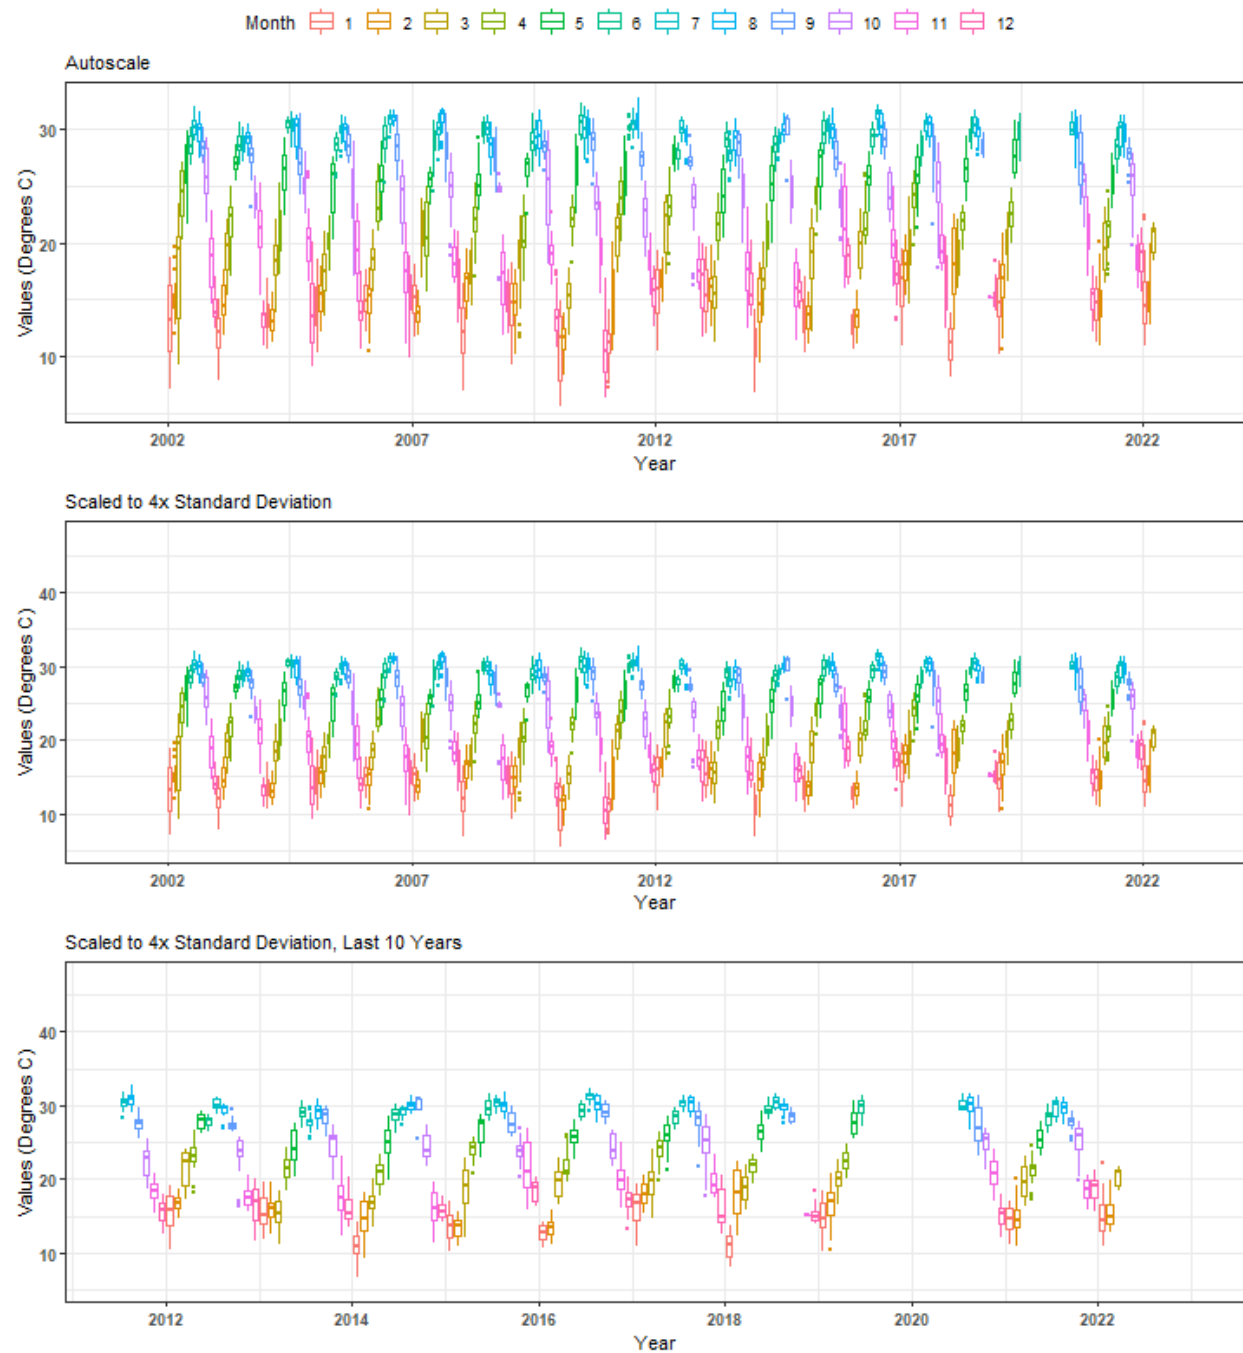 Month 1 2 3 4 5 6 7 8 9 10 11 12
Autoscale
Values (Degrees C)
30
20
10
2002 2007 2012 2017 2022
Year
Scaled to 4x Standard Deviation
Values (Degrees C)
40
30
20
10
2002 2007 2012 2017 2022
Year
Scaled to 4x Standard Deviation, Last 10 Years
Values (Degrees C)
40
30
20
10
2012 2014 2016 2018 2020 2022
Year